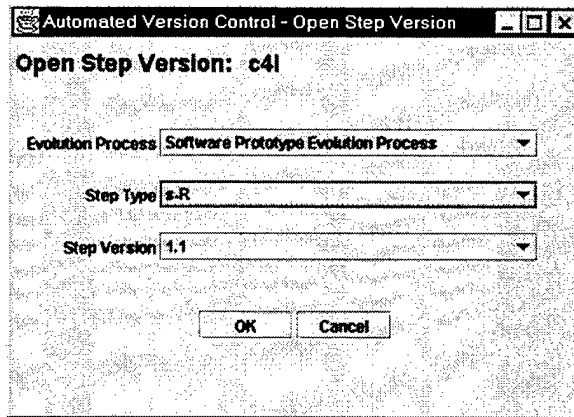 Automated Version Control - Open Step Version
Open Step Version: c4i
Evolution Process Software Prototype Evolution Process
Step Type s-R
Step Version 1.1
OK Cancel